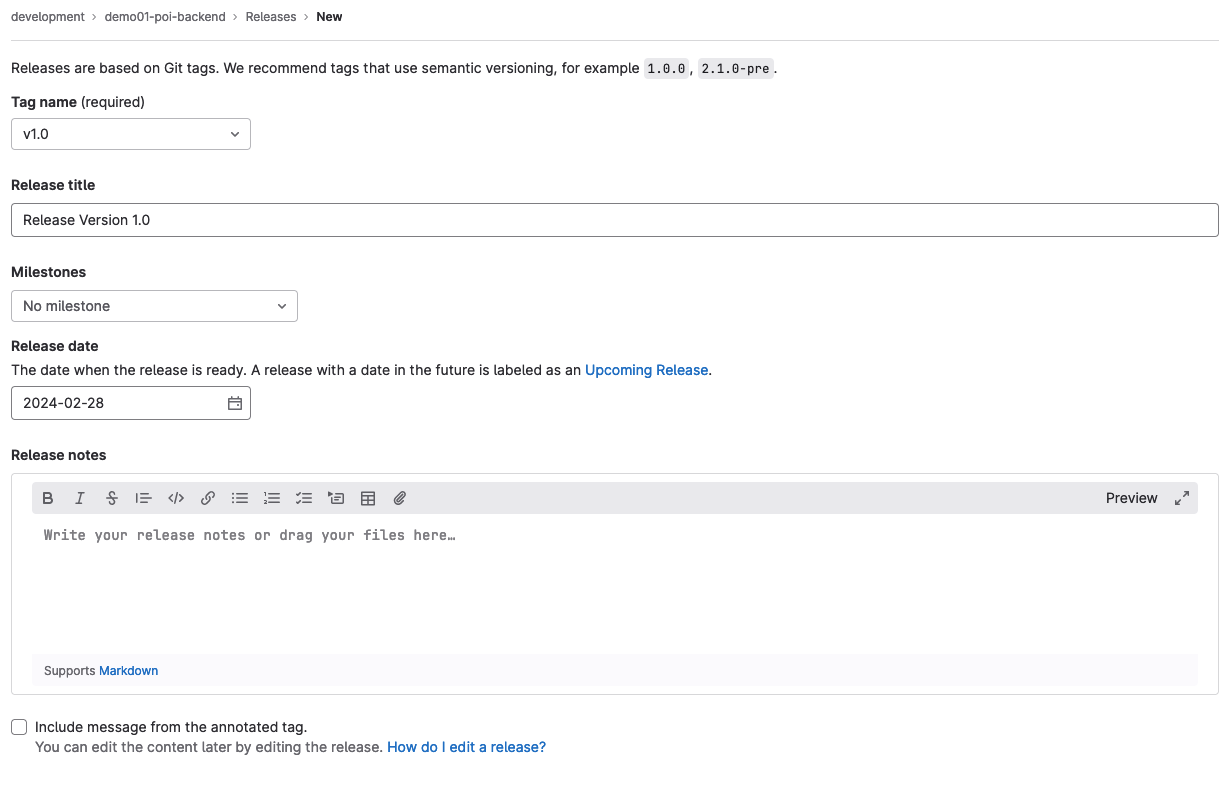 development › demo01-poi-backend › Releases › New
Releases are based on Git tags. We recommend tags that use semantic versioning, for example 1.0.0, 2.1.0-pre.
Tag name (required)
v1.0
Release title
Release Version 1.0
Milestones
No milestone
Release date
The date when the release is ready. A release with a date in the future is labeled as an Upcoming Release.
2024-02-28
Release notes
Preview
Write your release notes or drag your files here…
Supports Markdown
Include message from the annotated tag.
You can edit the content later by editing the release. How do I edit a release?